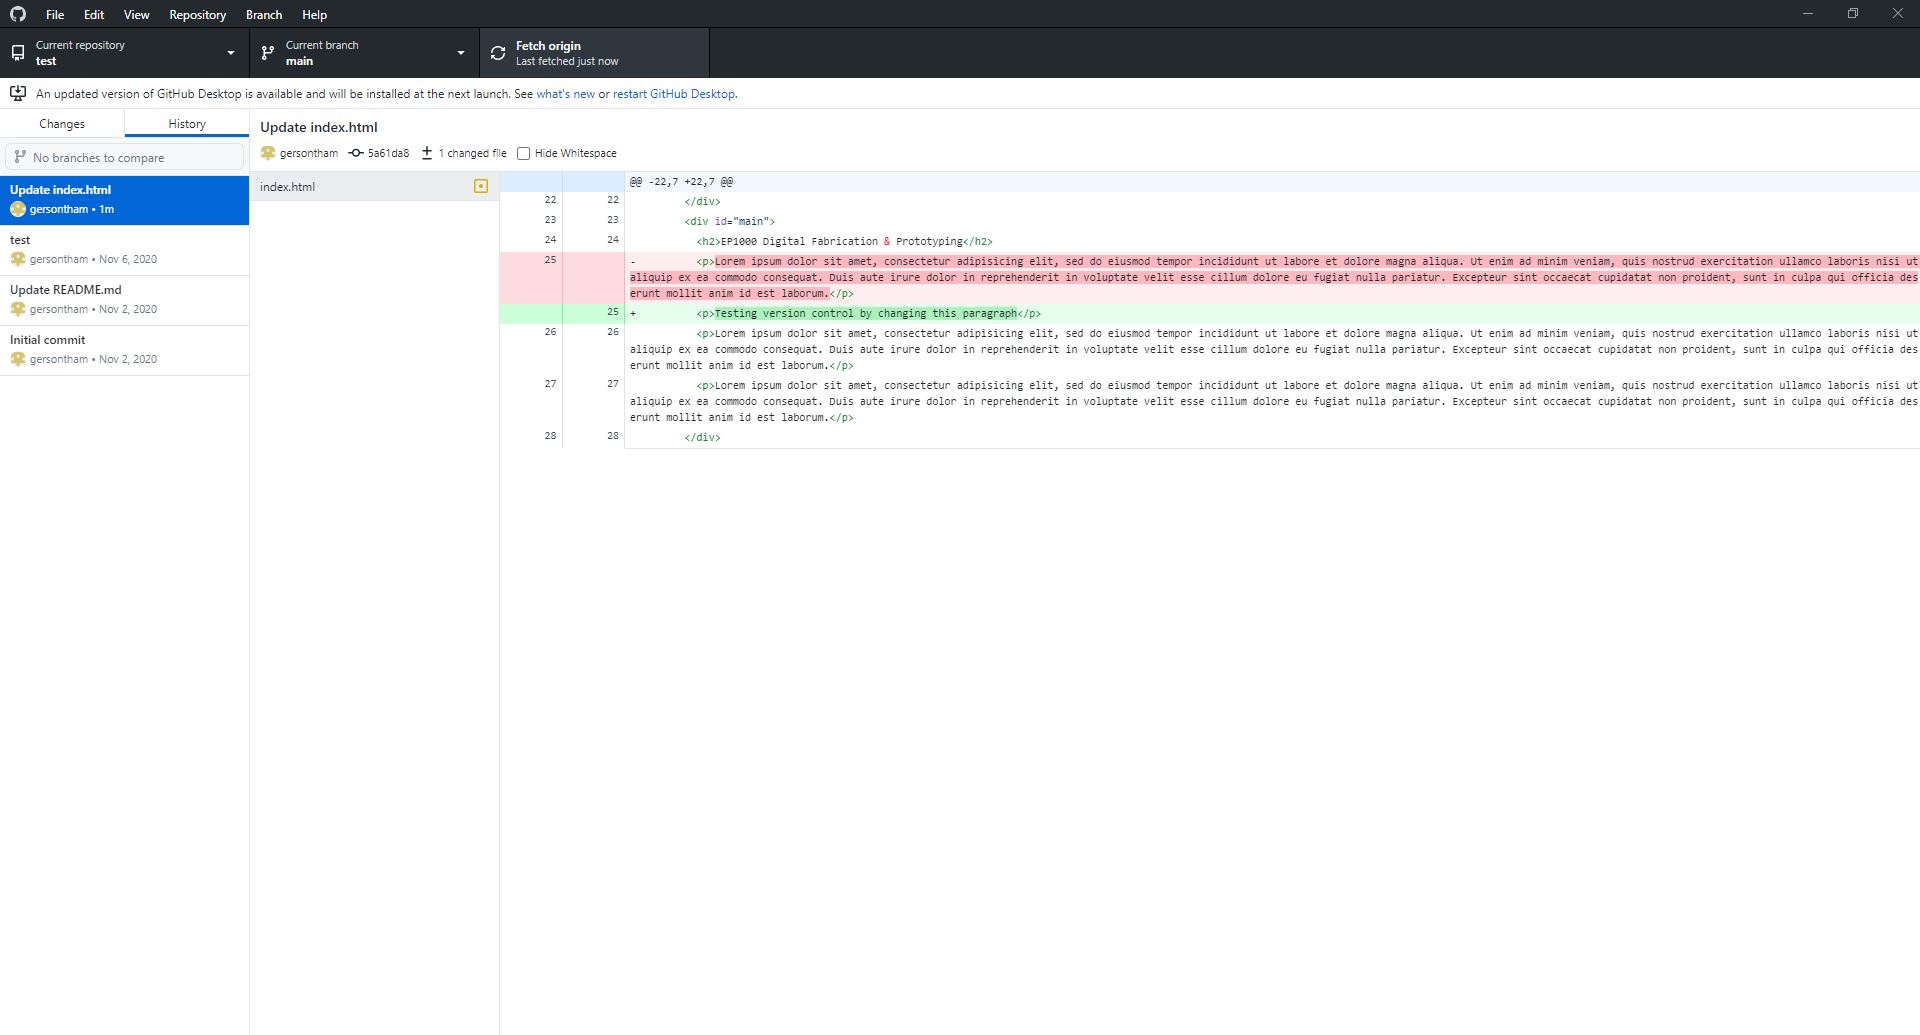 File Edit View Repository Branch Help
Current repository
test
Current branch
main
Fetch origin
Last fetched just now
An updated version of GitHub Desktop is available and will be installed at the next launch. See what's new or restart GitHub Desktop.
Changes History
No branches to compare
Update index.html
gersontham • 1m
test
gersontham • Nov 6, 2020
Update README.md
gersontham • Nov 2, 2020
Initial commit
gersontham • Nov 2, 2020
Update index.html
gersontham 5a61da8 ± 1 changed file Hide Whitespace
index.html
@@ -22,7 +22,7 @@
22 22 </div>
23 23 <div id="main">
24 24 <h2>EP1000 Digital Fabrication & Prototyping</h2>
25 - <p>Lorem ipsum dolor sit amet, consectetur adipisicing elit, sed do eiusmod tempor incididunt ut labore et dolore magna aliqua. Ut enim ad minim veniam, quis nostrud exercitation ullamco laboris nisi ut
aliquip ex ea commodo consequat. Duis aute irure dolor in reprehenderit in voluptate velit esse cillum dolore eu fugiat nulla pariatur. Excepteur sint occaecat cupidatat non proident, sunt in culpa qui officia des
erunt mollit anim id est laborum.</p>
25 + <p>Testing version control by changing this paragraph</p>
26 26 <p>Lorem ipsum dolor sit amet, consectetur adipisicing elit, sed do eiusmod tempor incididunt ut labore et dolore magna aliqua. Ut enim ad minim veniam, quis nostrud exercitation ullamco laboris nisi ut
aliquip ex ea commodo consequat. Duis aute irure dolor in reprehenderit in voluptate velit esse cillum dolore eu fugiat nulla pariatur. Excepteur sint occaecat cupidatat non proident, sunt in culpa qui officia des
erunt mollit anim id est laborum.</p>
27 27 <p>Lorem ipsum dolor sit amet, consectetur adipisicing elit, sed do eiusmod tempor incididunt ut labore et dolore magna aliqua. Ut enim ad minim veniam, quis nostrud exercitation ullamco laboris nisi ut
aliquip ex ea commodo consequat. Duis aute irure dolor in reprehenderit in voluptate velit esse cillum dolore eu fugiat nulla pariatur. Excepteur sint occaecat cupidatat non proident, sunt in culpa qui officia des
erunt mollit anim id est laborum.</p>
28 28 </div>